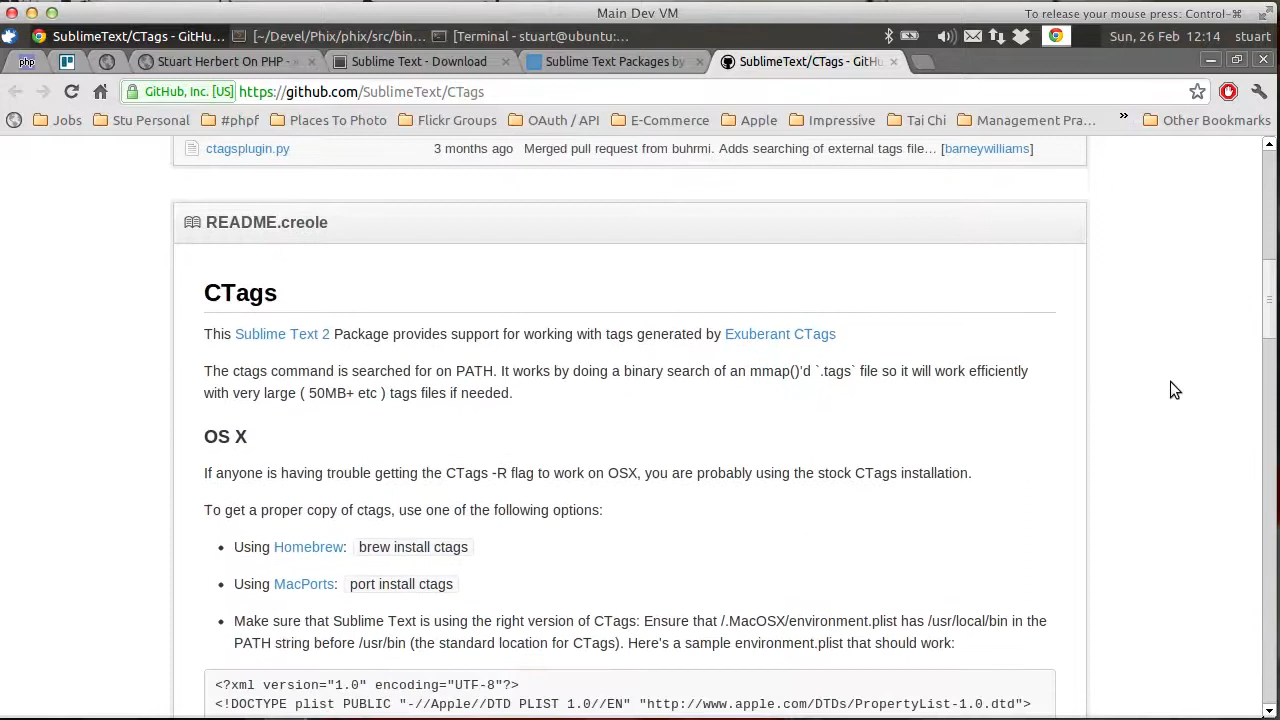 Main Dev VM
To release your mouse press: Control-⌘
SublimeText/CTags - GitHU...
[~/Devel/Phix/phix/src/bin...
[Terminal - stuart@ubuntu:...
Sun, 26 Feb 12:14
stuart
php
Stuart Herbert On PHP - »
Sublime Text - Download
Sublime Text Packages by
SublimeText/CTags - GitHu
GitHub, Inc. [US]
https://github.com/SublimeText/CTags
Jobs
Stu Personal
#phpf
Places To Photo
Flickr Groups
OAuth / API
E-Commerce
Apple
Impressive
Tai Chi
Management Pra...
»
Other Bookmarks
ctagsplugin.py 3 months ago Merged pull request from buhrmi. Adds searching of external tags file… [barneywilliams]
README.creole
CTags
This Sublime Text 2 Package provides support for working with tags generated by Exuberant CTags
The ctags command is searched for on PATH. It works by doing a binary search of an mmap()'d `.tags` file so it will work efficiently
with very large ( 50MB+ etc ) tags files if needed.
OS X
If anyone is having trouble getting the CTags -R flag to work on OSX, you are probably using the stock CTags installation.
To get a proper copy of ctags, use one of the following options:
• Using Homebrew: brew install ctags
• Using MacPorts: port install ctags
• Make sure that Sublime Text is using the right version of CTags: Ensure that /.MacOSX/environment.plist has /usr/local/bin in the
PATH string before /usr/bin (the standard location for CTags). Here's a sample environment.plist that should work:
<?xml version="1.0" encoding="UTF-8"?>
<!DOCTYPE plist PUBLIC "-//Apple//DTD PLIST 1.0//EN" "http://www.apple.com/DTDs/PropertyList-1.0.dtd">